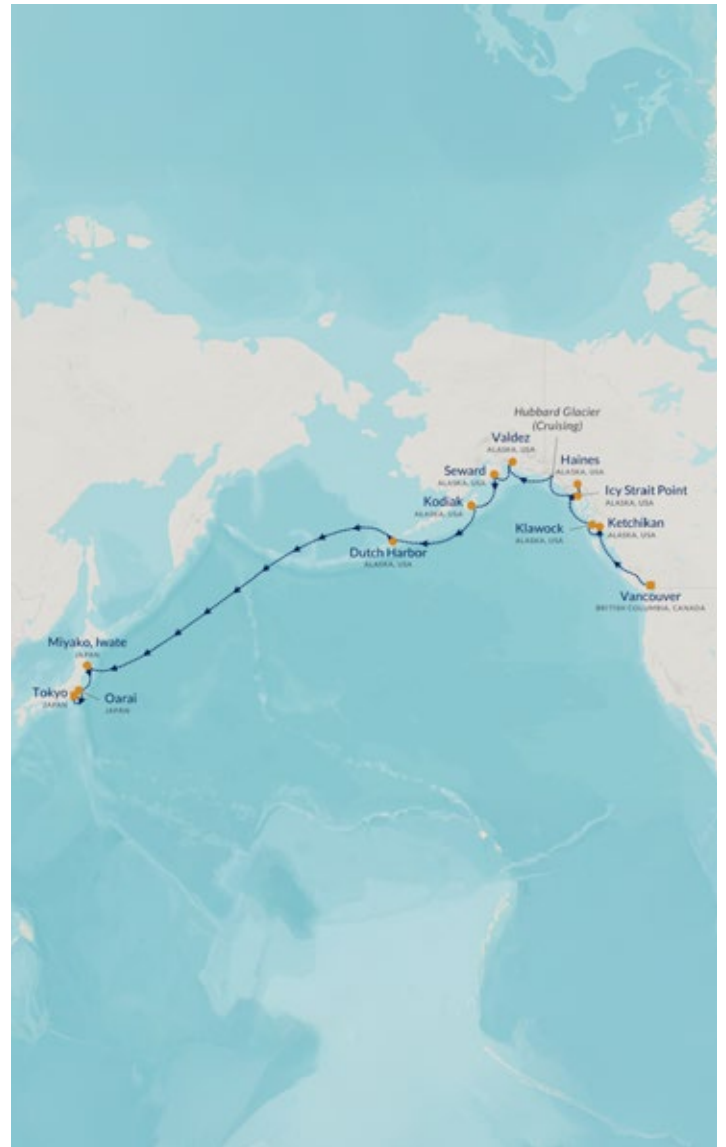 Hubbard Glacier
(Cruising)
Valdez
ALASKA, USA
Haines
ALASKA, USA
Seward
ALASKA, USA
Icy Strait Point
ALASKA, USA
Kodiak
ALASKA, USA
Klawock
ALASKA, USA
Ketchikan
ALASKA, USA
Dutch Harbor
ALASKA, USA
Vancouver
BRITISH COLUMBIA, CANADA
Miyako, Iwate
JAPAN
Tokyo
JAPAN
Oarai
JAPAN